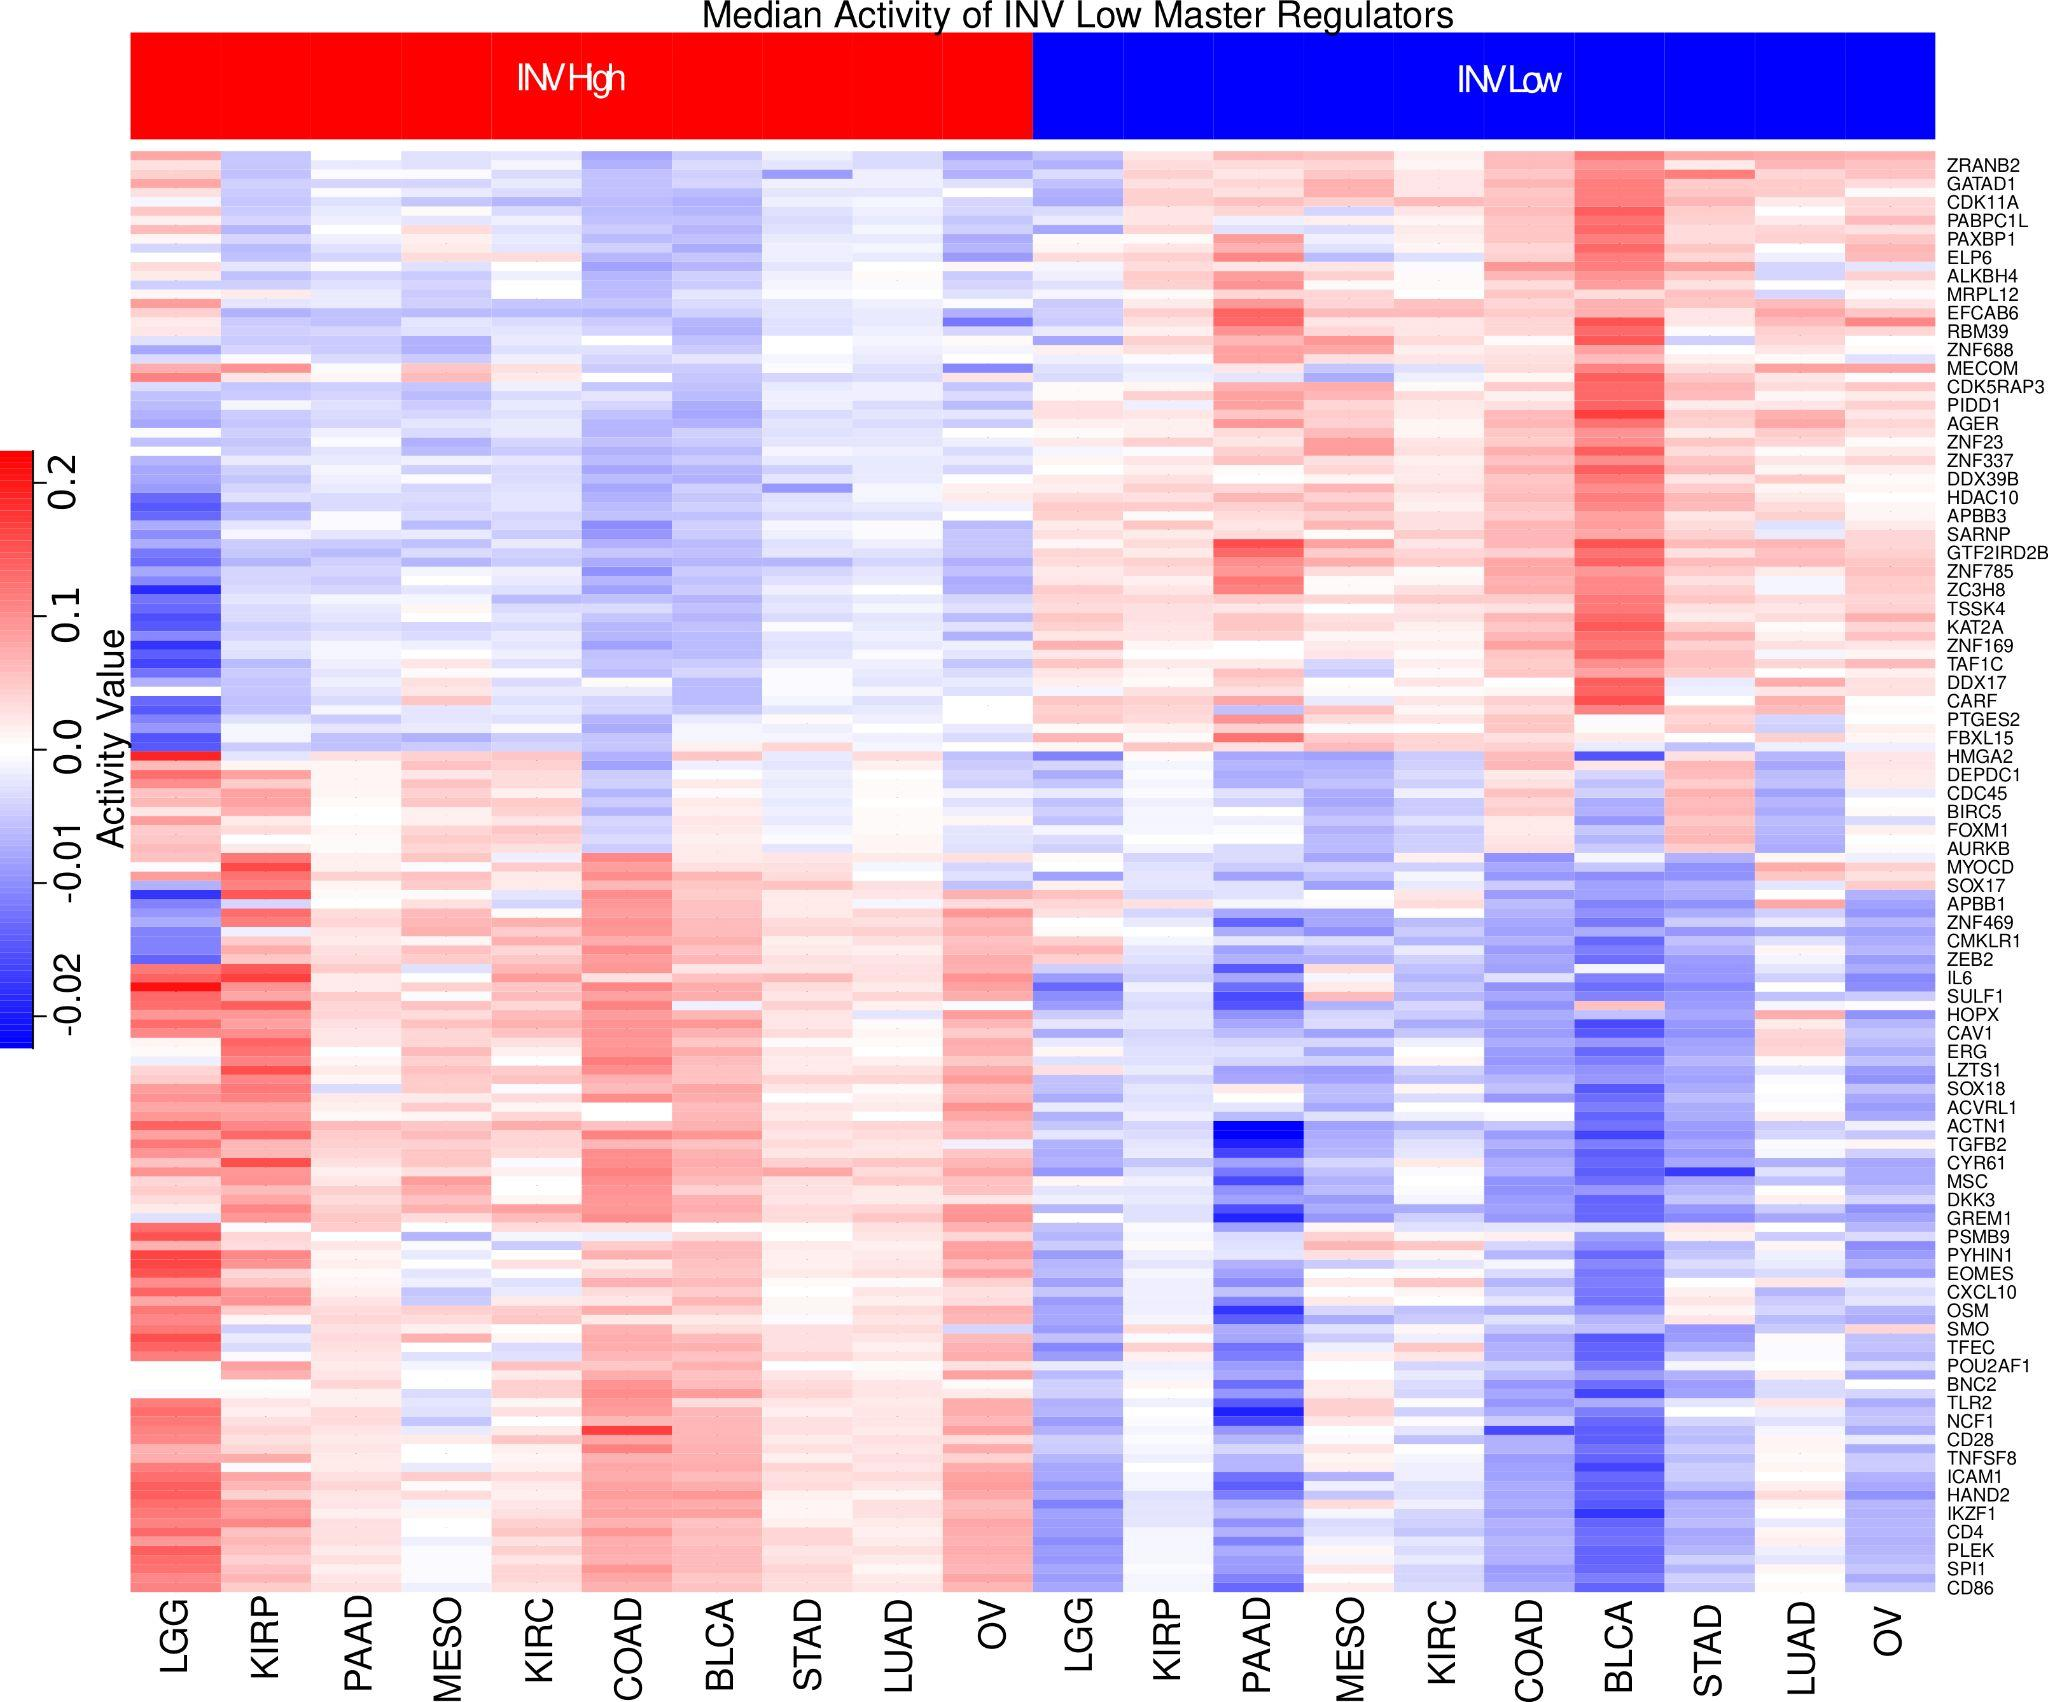 Median Activity of INV Low Master Regulators
INV High
INV Low
ZRANB2
GATAD1
CDK11A
PABPC1L
PAXBP1
ELP6
ALKBH4
MRPL12
EFCAB6
RBM39
ZNF688
MECOM
CDK5RAP3
PIDD1
AGER
ZNF23
ZNF337
DDX39B
HDAC10
APBB3
SARNP
GTF2IRD2B
ZNF785
ZC3H8
TSSK4
KAT2A
ZNF169
TAF1C
DDX17
CARF
PTGES2
FBXL15
HMGA2
DEPDC1
CDC45
BIRC5
FOXM1
AURKB
MYOCD
SOX17
APBB1
ZNF469
CMKLR1
ZEB2
IL6
SULF1
HOPX
CAV1
ERG
LZTS1
SOX18
ACVRL1
ACTN1
TGFB2
CYR61
MSC
DKK3
GREM1
PSMB9
PYHIN1
EOMES
CXCL10
OSM
SMO
TFEC
POU2AF1
BNC2
TLR2
NCF1
CD28
TNFSF8
ICAM1
HAND2
IKZF1
CD4
PLEK
SPI1
CD86
0.2
0.1
0.0
-0.01
-0.02
Activity Value
LGG KIRP PAAD MESO KIRC COAD BLCA STAD LUAD OV LGG KIRP PAAD MESO KIRC COAD BLCA STAD LUAD OV